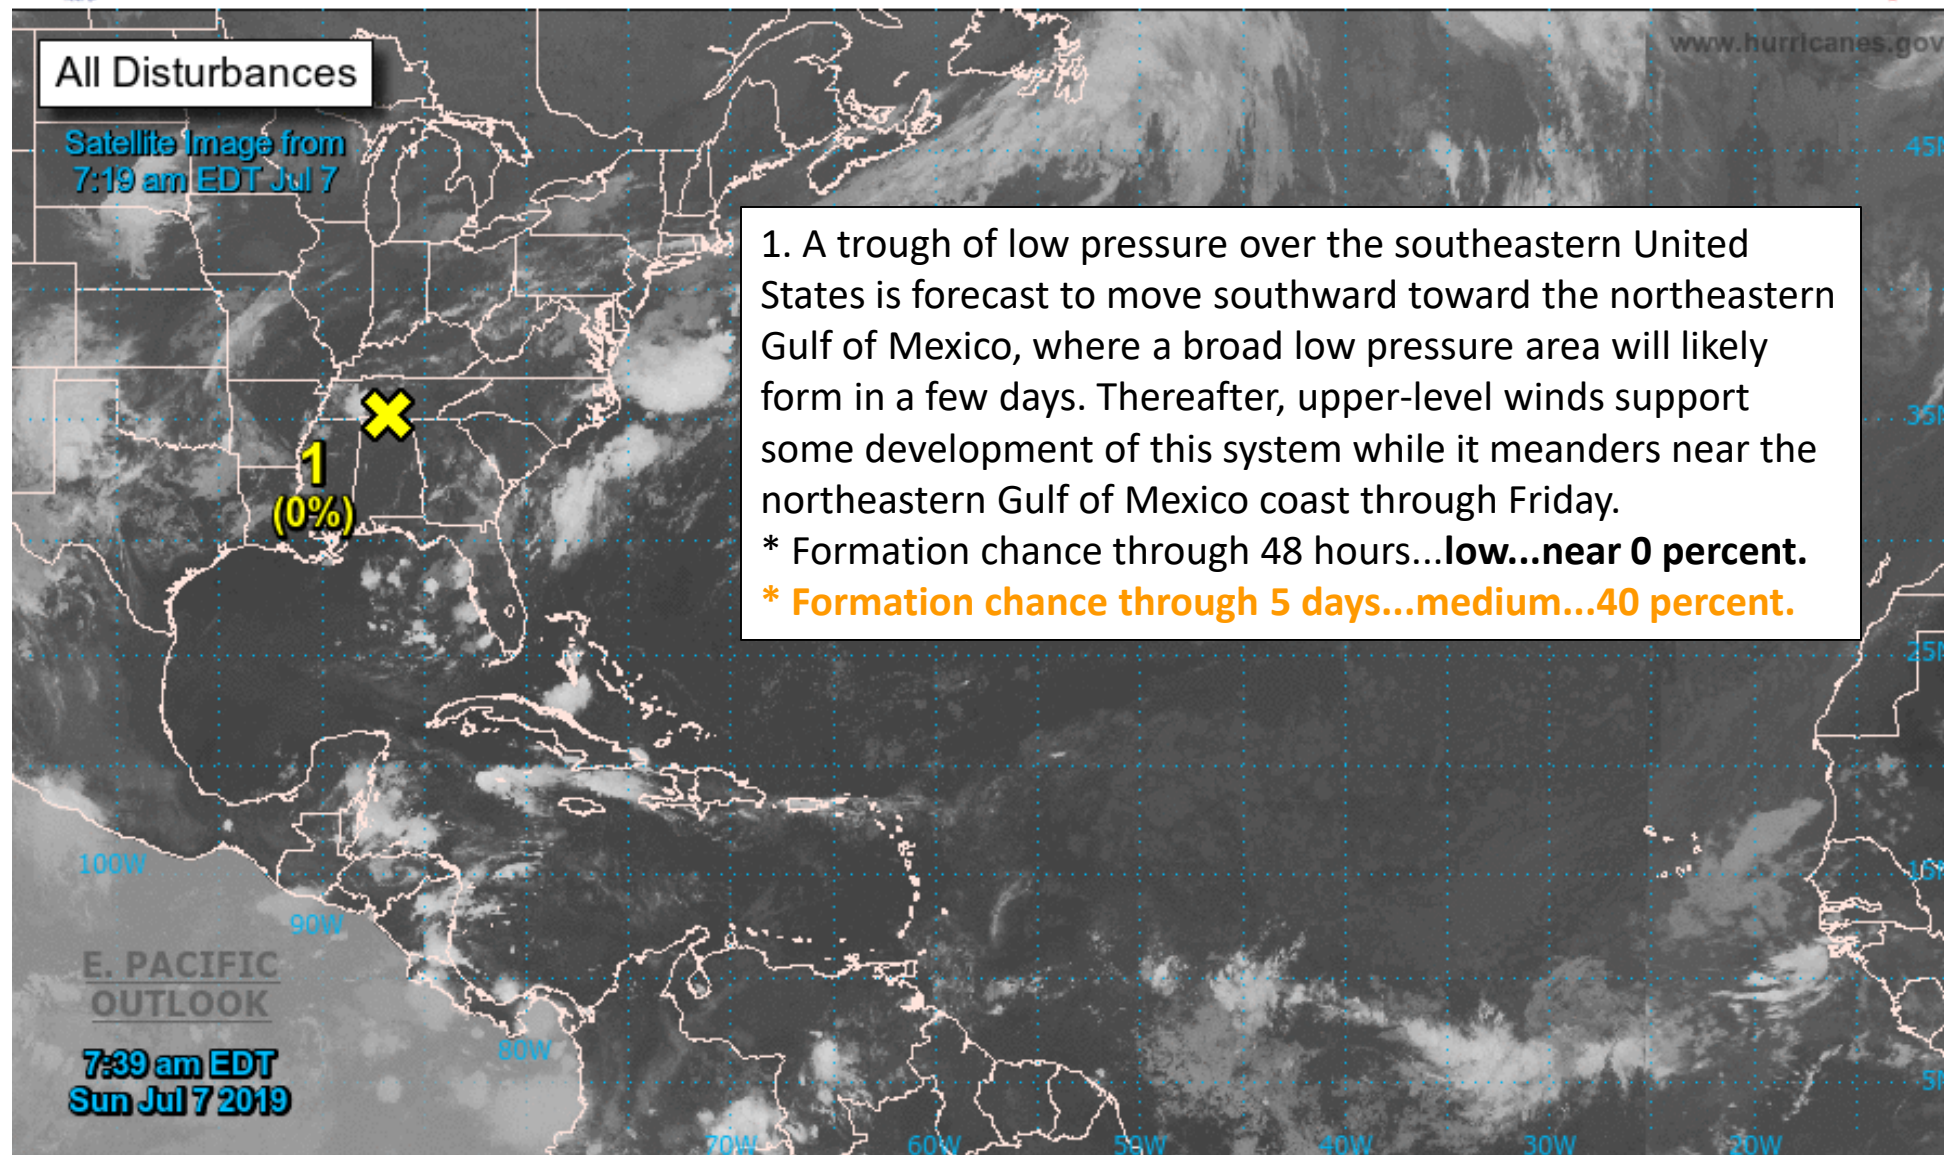 www.hurricanes.gov
All Disturbances
Satellite Image from
7:19 am EDT Jul 7
45N
1. A trough of low pressure over the southeastern United
States is forecast to move southward toward the northeastern
Gulf of Mexico, where a broad low pressure area will likely
form in a few days. Thereafter, upper-level winds support
some development of this system while it meanders near the
northeastern Gulf of Mexico coast through Friday.
* Formation chance through 48 hours...low...near 0 percent.
* Formation chance through 5 days...medium...40 percent.
35N
1
(0%)
25N
100W
15N
90W
E. PACIFIC
OUTLOOK
80W
7:39 am EDT
Sun Jul 7 2019
5N
70W 60W 50W 40W 30W 20W